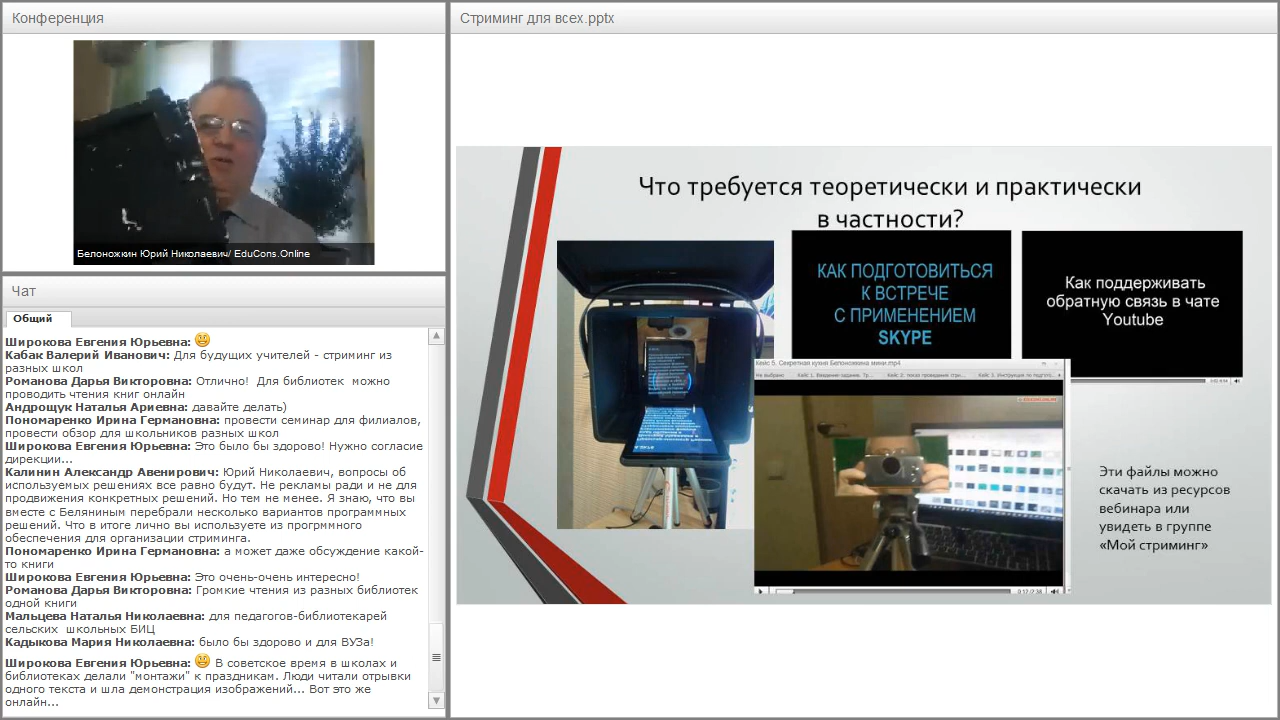 Конференция
Белоножкин Юрий Николаевич/ EduCons.Online
Чат
Общий
Широкова Евгения Юрьевна:
Кабак Валерий Иванович: Для будущих учителей - стриминг из
разных школ
Романова Дарья Викторовна: Отлично! Для библиотек можно
проводить чтения книг онлайн
Андрощук Наталья Ариевна: давайте делать)
Пономаренко Ирина Германовна: провести семинар для филиалов,
провести обзор для школьников разных школ
Широкова Евгения Юрьевна: Это было бы здорово! Нужно согласие
дирекции...
Калинин Александр Авенирович: Юрий Николаевич, вопросы об
используемых решениях все равно будут. Не рекламы ради и не для
продвижения конкретных решений. Но тем не менее. Я знаю, что вы
вместе с Беляниным перебрали несколько вариантов программных
решений. Что в итоге лично вы используете из программного
обеспечения для организации стриминга.
Пономаренко Ирина Германовна: а может даже обсуждение какой-
то книги
Широкова Евгения Юрьевна: Это очень-очень интересно!
Романова Дарья Викторовна: Громкие чтения из разных библиотек
одной книги
Мальцева Наталья Николаевна: для педагогов-библиотекарей
сельских школьных БИЦ
Кадыкова Мария Николаевна: было бы здорово и для ВУЗа!
Широкова Евгения Юрьевна: В советское время в школах и
библиотеках делали "монтажи" к праздникам. Люди читали отрывки
одного текста и шла демонстрация изображений... Вот это же
онлайн...
Стриминг для всех.pptx
Что требуется теоретически и практически
в частности?
КАК ПОДГОТОВИТЬСЯ
К ВСТРЕЧЕ
С ПРИМЕНЕНИЕМ
SKYPE
Как поддерживать
обратную связь в чате
Youtube
Кейс 5. Секретная кухня Белоножкина мини.mp4
Эти файлы можно
скачать из ресурсов
вебинара или
увидеть в группе
«Мой стриминг»